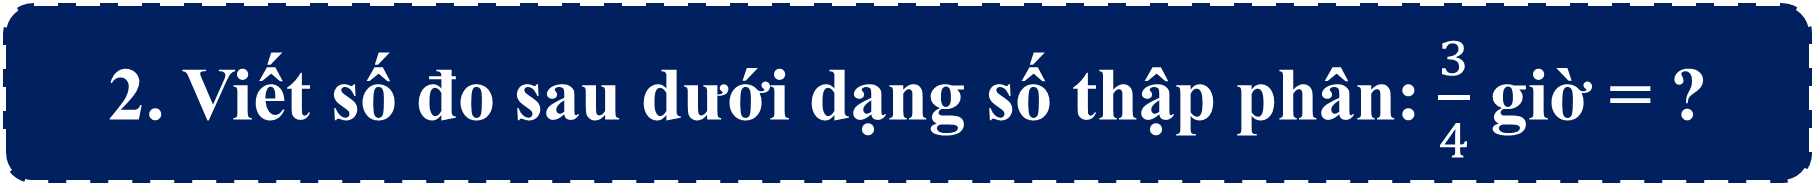 2. Viết số đo sau dưới dạng số thập phân: 3/4 giờ = ?